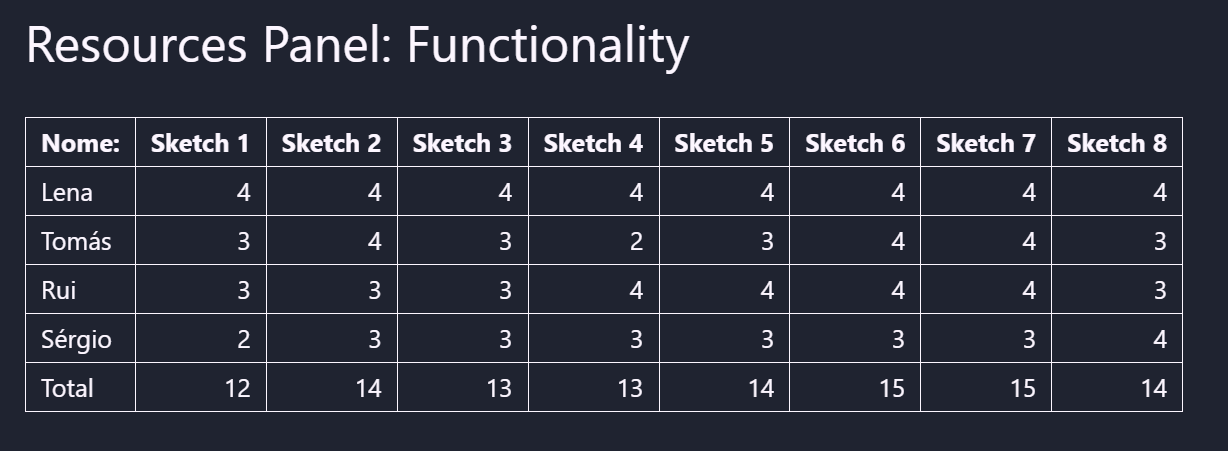 Resources Panel: Functionality
Nome: Sketch 1 Sketch 2 Sketch 3 Sketch 4 Sketch 5 Sketch 6 Sketch 7 Sketch 8
Lena 4 4 4 4 4 4 4 4
Tomás 3 4 3 2 3 4 4 3
Rui 3 3 3 4 4 4 4 3
Sérgio 2 3 3 3 3 3 3 4
Total 12 14 13 13 14 15 15 14